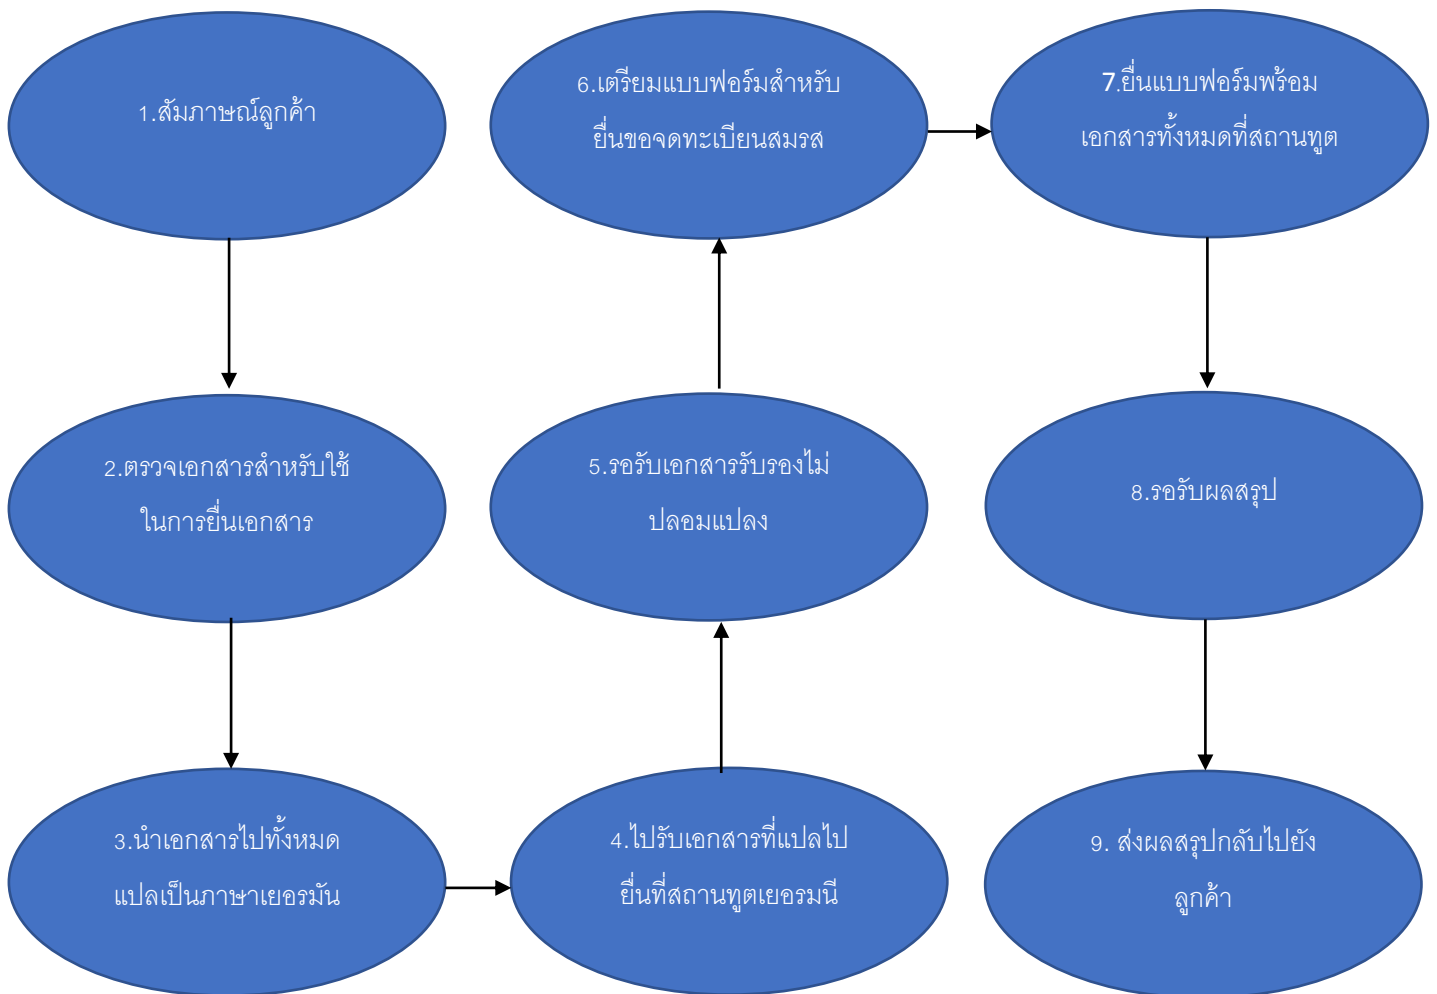 1.สัมภาษณ์ลูกค้า
2.ตรวจเอกสารสำหรับใช้
ในการยื่นเอกสาร
3.นำเอกสารไปทั้งหมด
แปลเป็นภาษาเยอรมัน
4.ไปรับเอกสารที่แปลไป
ยื่นที่สถานทูตเยอรมนี
5.รอรับเอกสารรับรองไม่
ปลอมแปลง
6.เตรียมแบบฟอร์มสำหรับ
ยื่นขอจดทะเบียนสมรส
7.ยื่นแบบฟอร์มพร้อม
เอกสารทั้งหมดที่สถานทูต
8.รอรับผลสรุป
9. ส่งผลสรุปกลับไปยัง
ลูกค้า